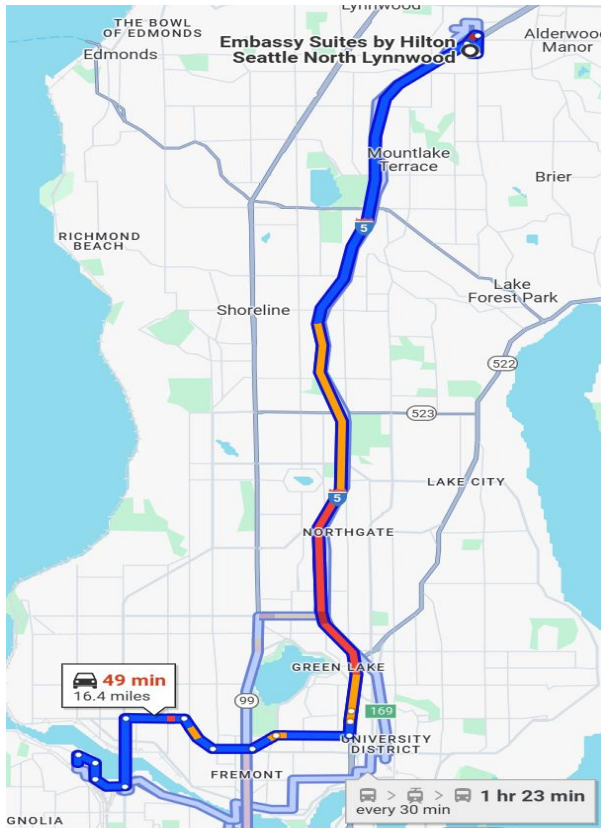 Lynnwood
THE BOWL
OF EDMONDS
Edmonds
Embassy Suites by Hilton
Seattle North Lynnwood
Alderwood
Manor
Mountlake
Terrace
Brier
5
RICHMOND
BEACH
Shoreline
Lake
Forest Park
522
523
LAKE CITY
5
NORTHGATE
GREEN LAKE
49 min
16.4 miles
99
169
UNIVERSITY
DISTRICT
FREMONT
> > 1 hr 23 min
every 30 min
GNOLIA